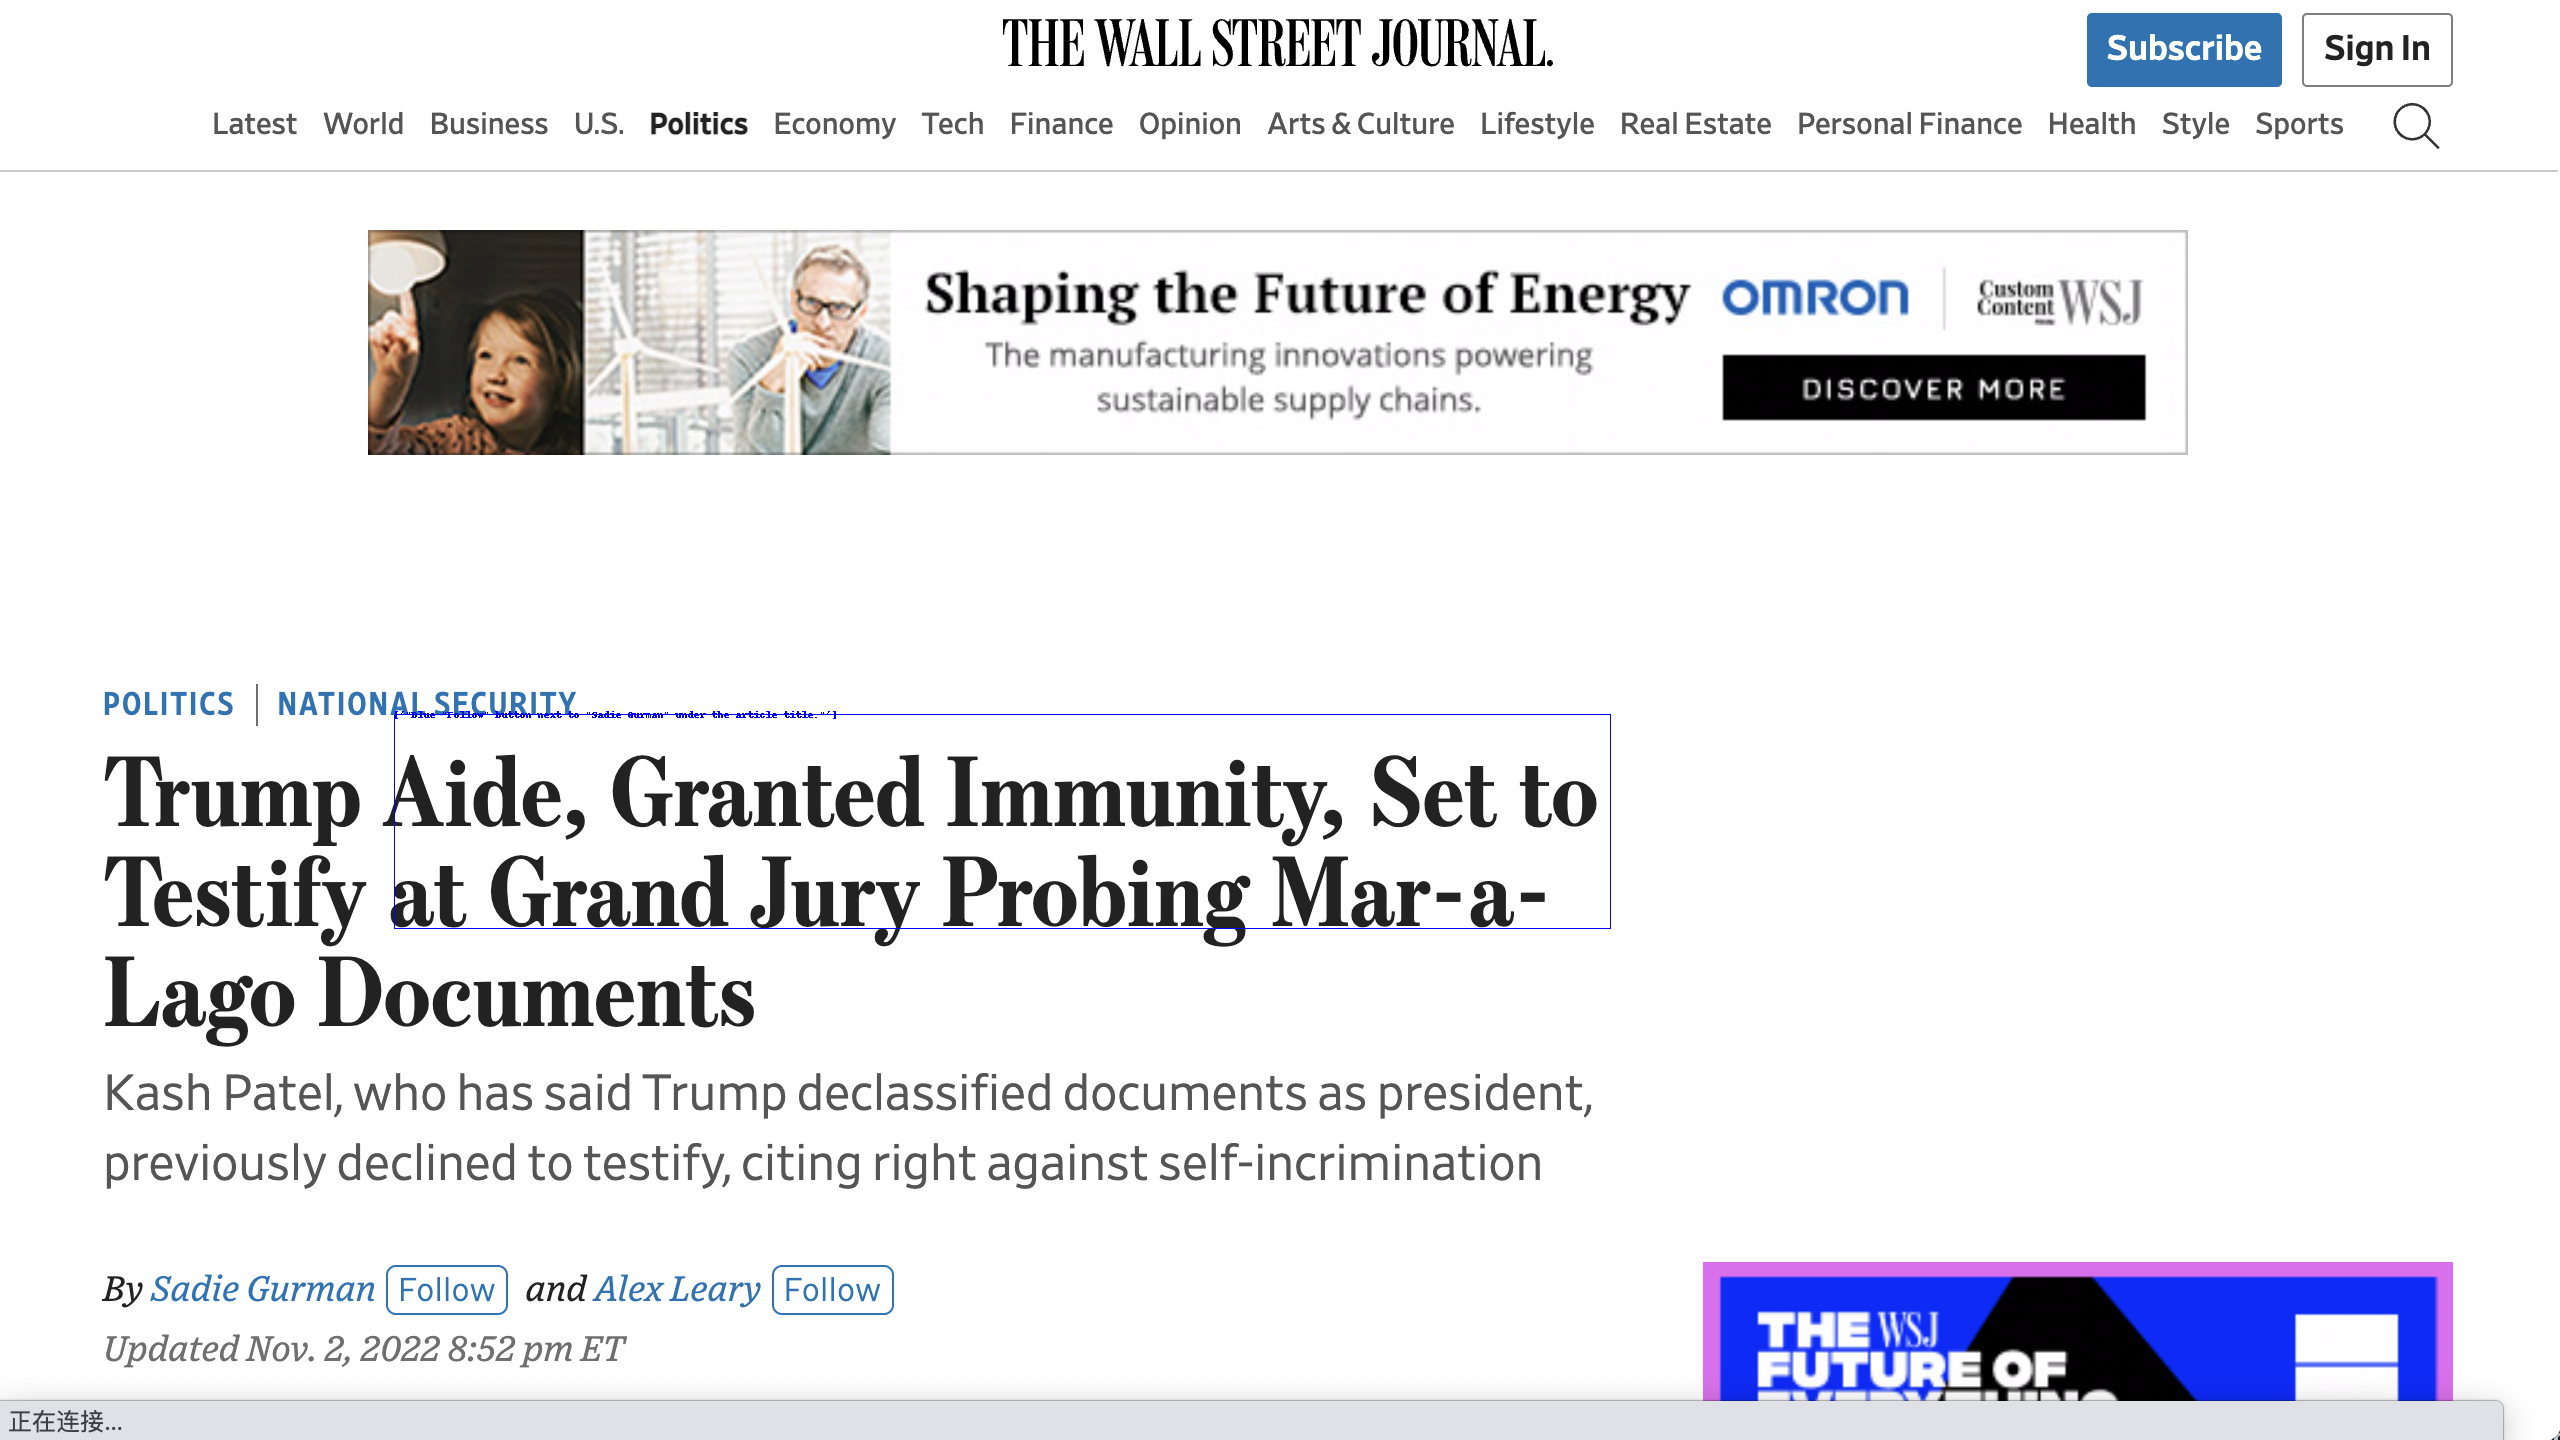 THE WALL STREET JOURNAL.
Subscribe
Sign In
Latest World Business U.S. Politics Economy Tech Finance Opinion Arts & Culture Lifestyle Real Estate Personal Finance Health Style Sports
Shaping the Future of Energy
The manufacturing innovations powering
sustainable supply chains.
OMRON
Custom
Content
WSJ
DISCOVER MORE
POLITICS
NATIONAL SECURITY
['"Blue "Follow" button next to "Sadie Gurman" under the article title."']
Trump Aide, Granted Immunity, Set to
Testify at Grand Jury Probing Mar-a-
Lago Documents
Kash Patel, who has said Trump declassified documents as president,
previously declined to testify, citing right against self-incrimination
By Sadie Gurman Follow and Alex Leary Follow
Updated Nov. 2, 2022 8:52 pm ET
THE WSJ
FUTURE OF
EVERYTHING
正在连接...